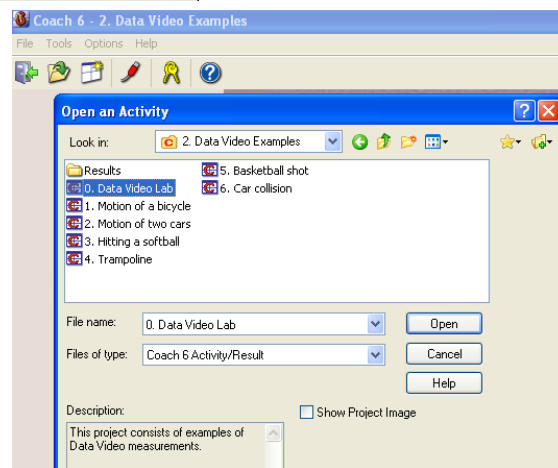 Coach 6 - 2. Data Video Examples
File Tools Options Help
Open an Activity
Look in: 2. Data Video Examples
Results
0. Data Video Lab
1. Motion of a bicycle
2. Motion of two cars
3. Hitting a softball
4. Trampoline
5. Basketball shot
6. Car collision
File name: 0. Data Video Lab Open
Files of type: Coach 6 Activity/Result Cancel
Help
Description: Show Project Image
This project consists of examples of
Data Video measurements.